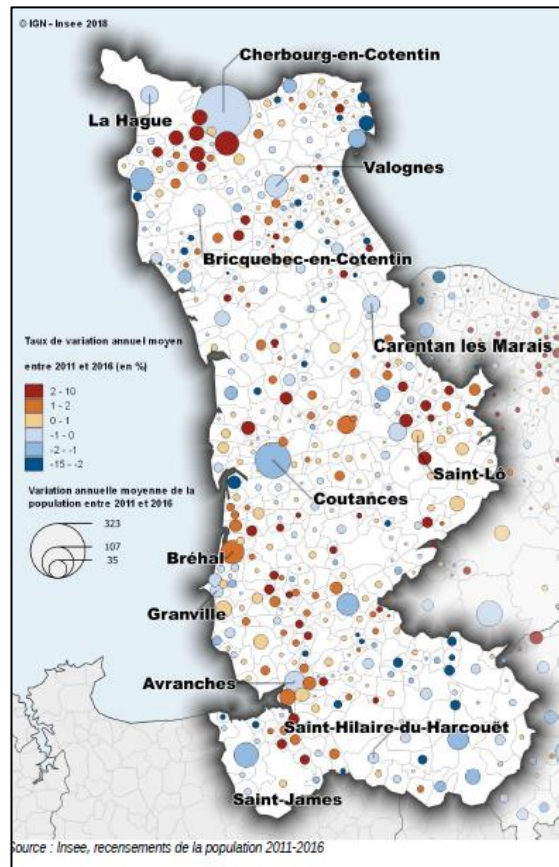 © IGN - Insee 2018
Cherbourg-en-Cotentin
La Hague
Valognes
Bricquebec-en-Cotentin
Carentan les Marais
Taux de variation annuel moyen
entre 2011 et 2016 (en %)
2 - 10
1 - 2
0 - 1
-1 - 0
-2 - -1
-15 - -2
Variation annuelle moyenne de la
population entre 2011 et 2016
323
107
35
Saint-Lô
Coutances
Bréhal
Granville
Avranches
Saint-Hilaire-du-Harcouët
Saint-James
Source : Insee, recensements de la population 2011-2016